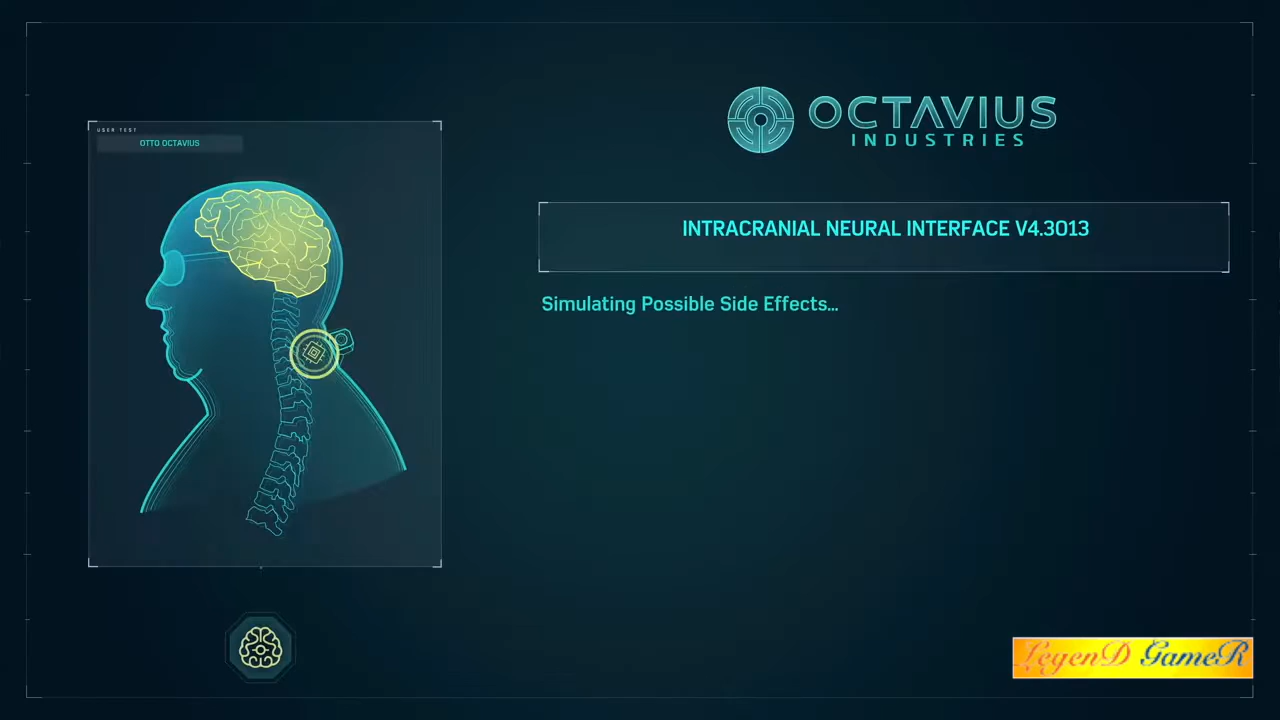 USER TEST
OTTO OCTAVIUS
OCTAVIUS
INDUSTRIES
INTRACRANIAL NEURAL INTERFACE V4.3013
Simulating Possible Side Effects...
LegenD GameR